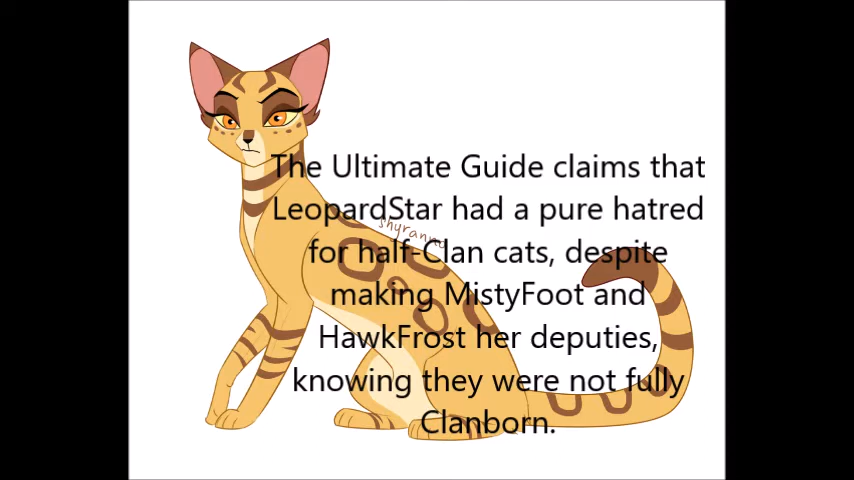 The Ultimate Guide claims that
LeopardStar had a pure hatred
shyranno
for half-Clan cats, despite
making MistyFoot and
HawkFrost her deputies,
knowing they were not fully
Clanborn.